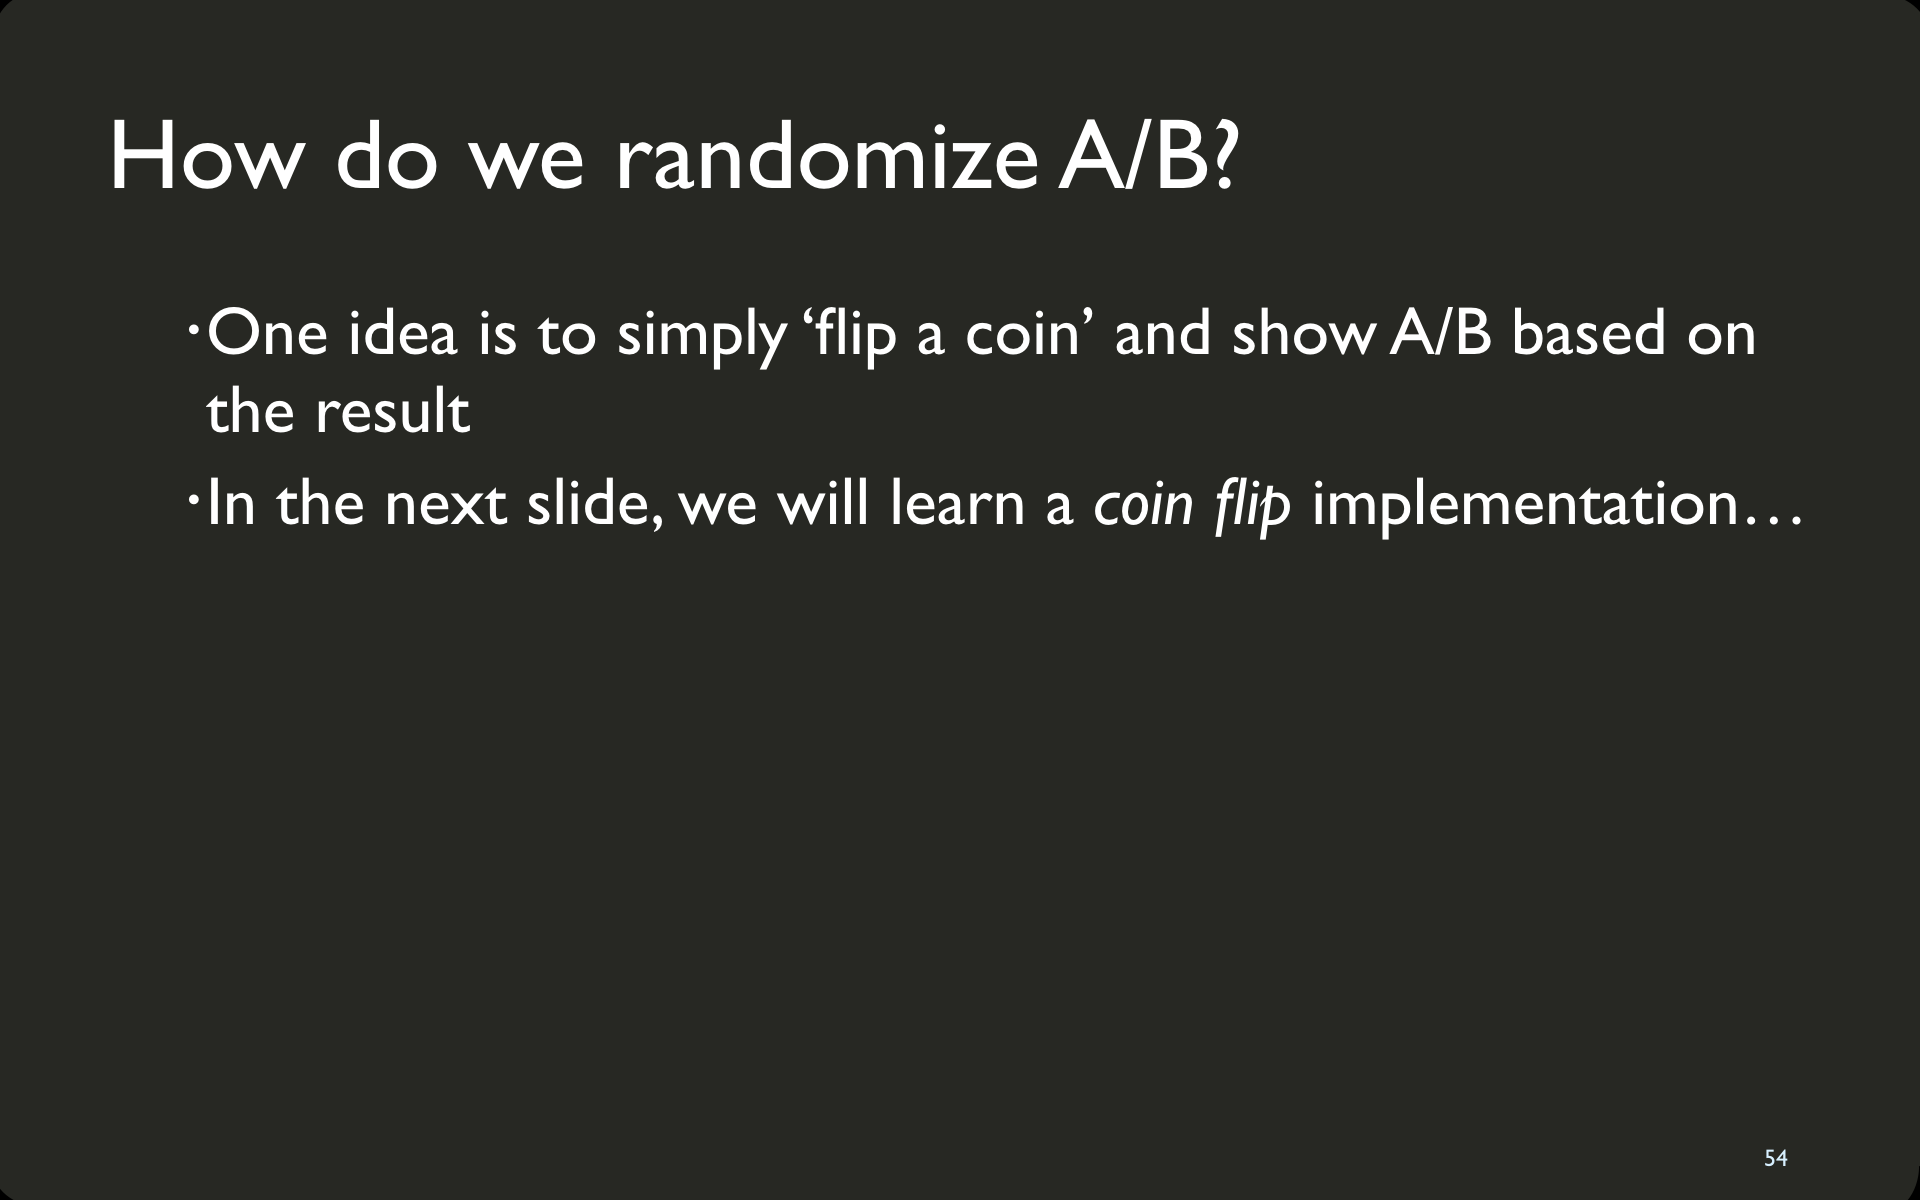 How do we randomize A/B?
•One idea is to simply ‘flip a coin’ and show A/B based on
the result
•In the next slide, we will learn a coin flip implementation…
54